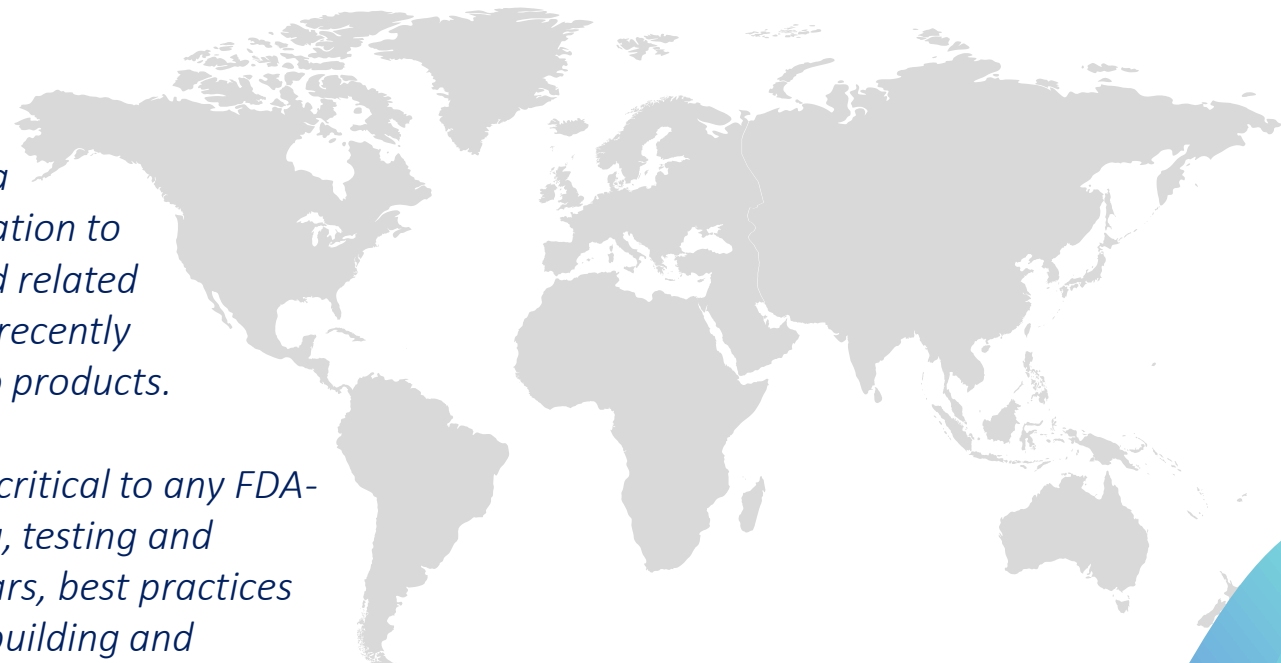 a
ation to
d related
recently
o products.
critical to any FDA-
, testing and
ars, best practices
building and